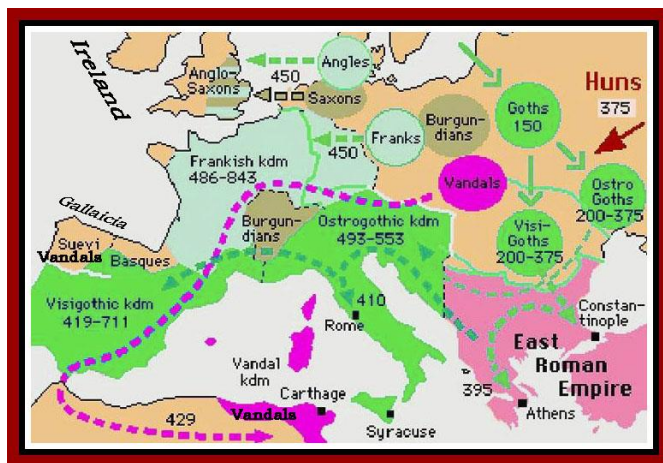 Ireland
Anglo-
Saxons
450
Angles
Saxons
450
Franks
Burgun-
dians
Goths
150
Huns
375
Frankish kdm
486-843
Vandals
Visi-
Goths
200-375
Ostro
Goths
200-375
Gallaicia
Suevi
Vandals
Basques
Burgun-
dians
Ostrogothic kdm
493-553
Visigothic kdm
419-711
410
Rome
Constan-
tinople
East
Roman
Empire
Vandal
kdm
Carthage
Vandals
429
Syracuse
395
Athens